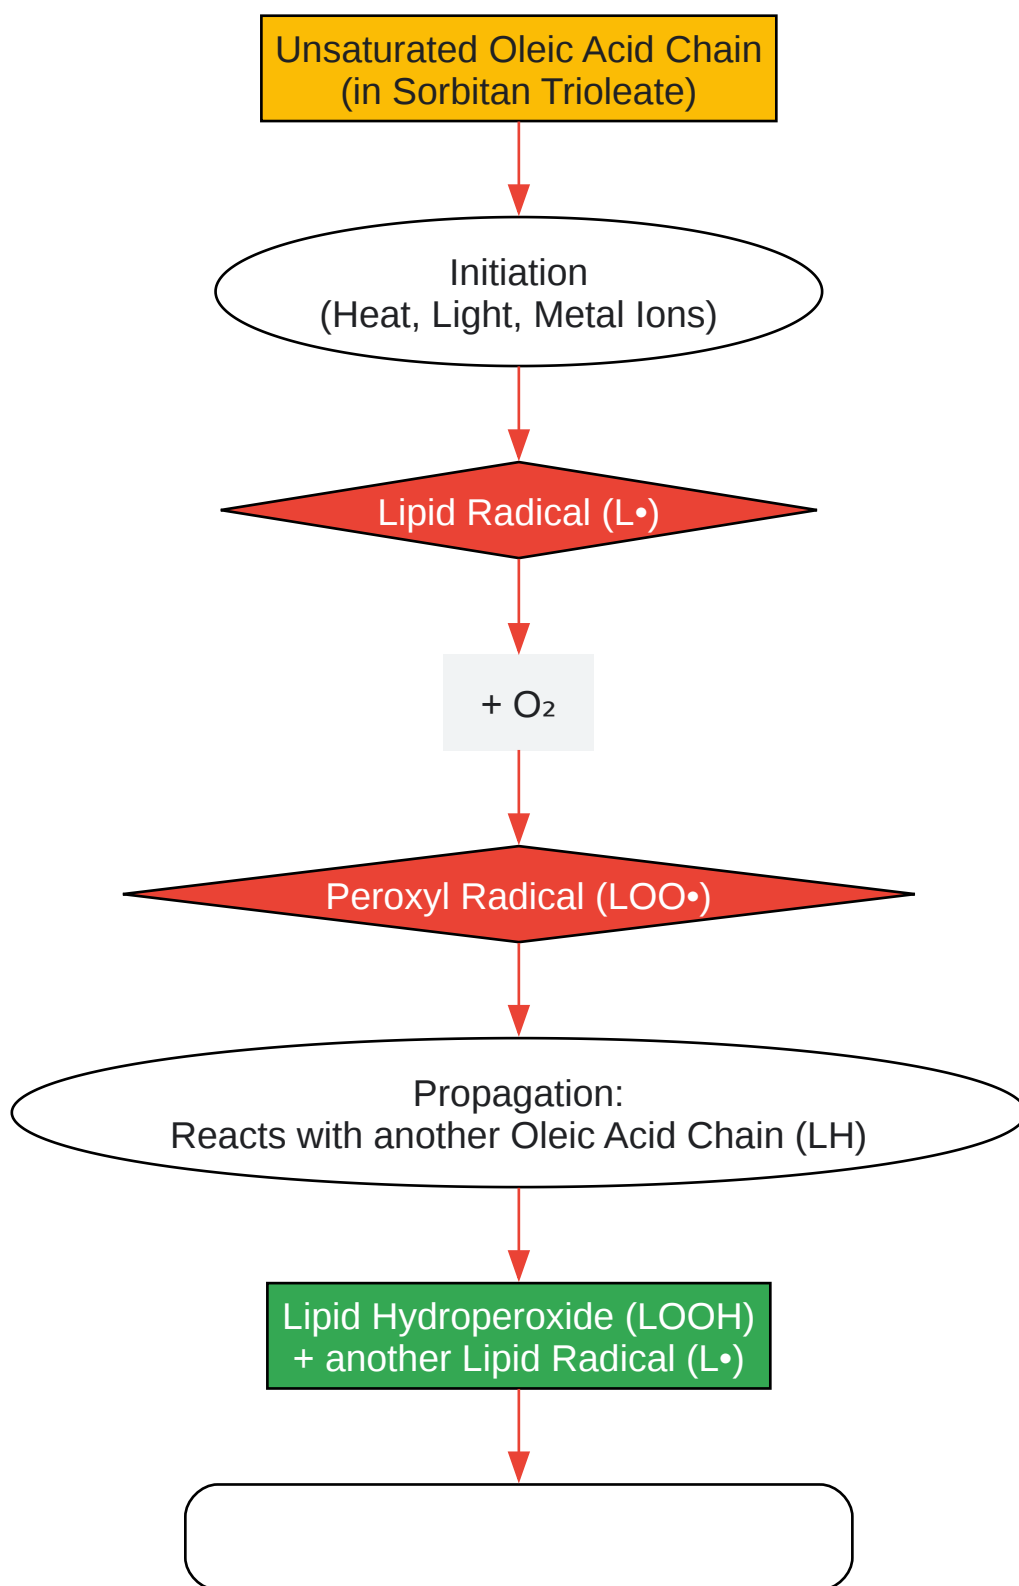 Unsaturated Oleic Acid Chain
(in Sorbitan Trioleate)
Initiation
(Heat, Light, Metal Ions)
Lipid Radical (L•)
+ O₂
Peroxyl Radical (LOO•)
Propagation:
Reacts with another Oleic Acid Chain (LH)
Lipid Hydroperoxide (LOOH)
+ another Lipid Radical (L•)